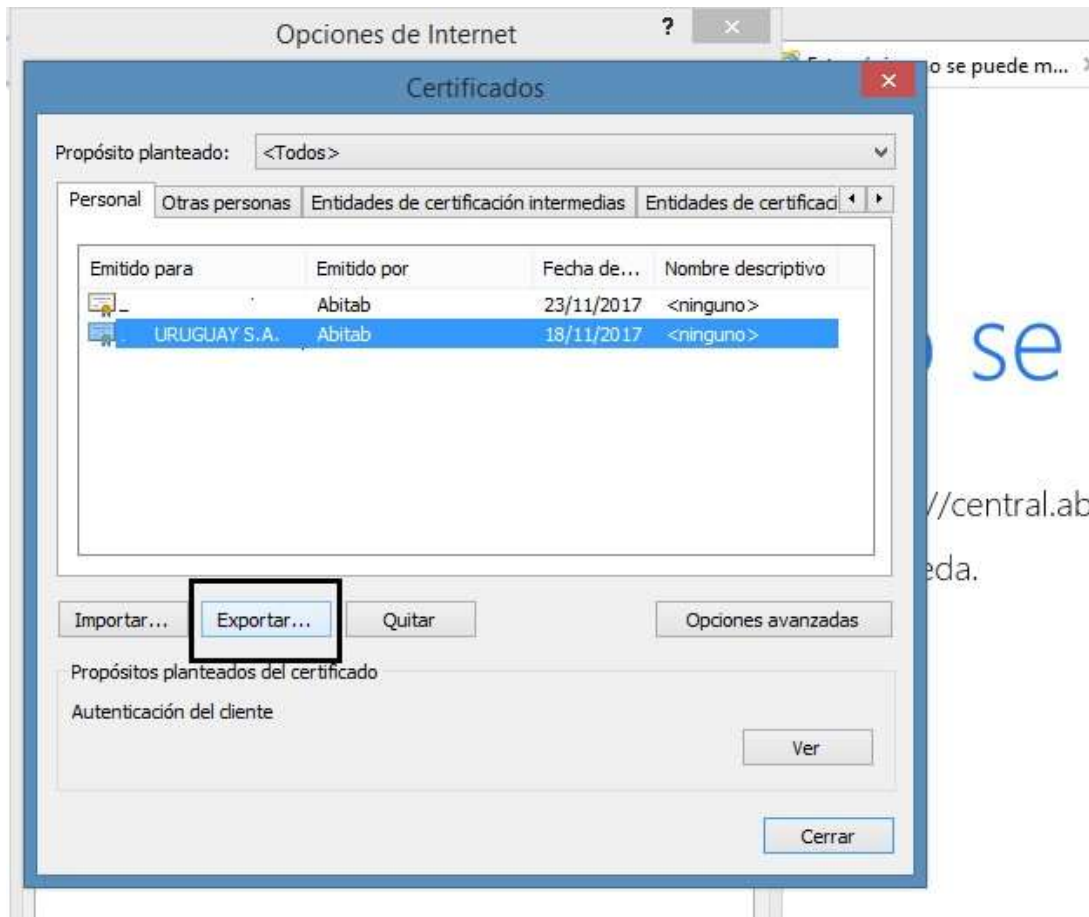 Opciones de Internet ?
o se puede m...
Certificados
Propósito planteado: <Todos>
Personal Otras personas Entidades de certificación intermedias Entidades de certificaci
Emitido para Emitido por Fecha de... Nombre descriptivo
Abitab 23/11/2017 <ninguno>
URUGUAY S.A. Abitab 18/11/2017 <ninguno>
se
//central.ab
eda.
Importar... Exportar... Quitar Opciones avanzadas
Propósitos planteados del certificado
Autenticación del cliente
Ver
Cerrar